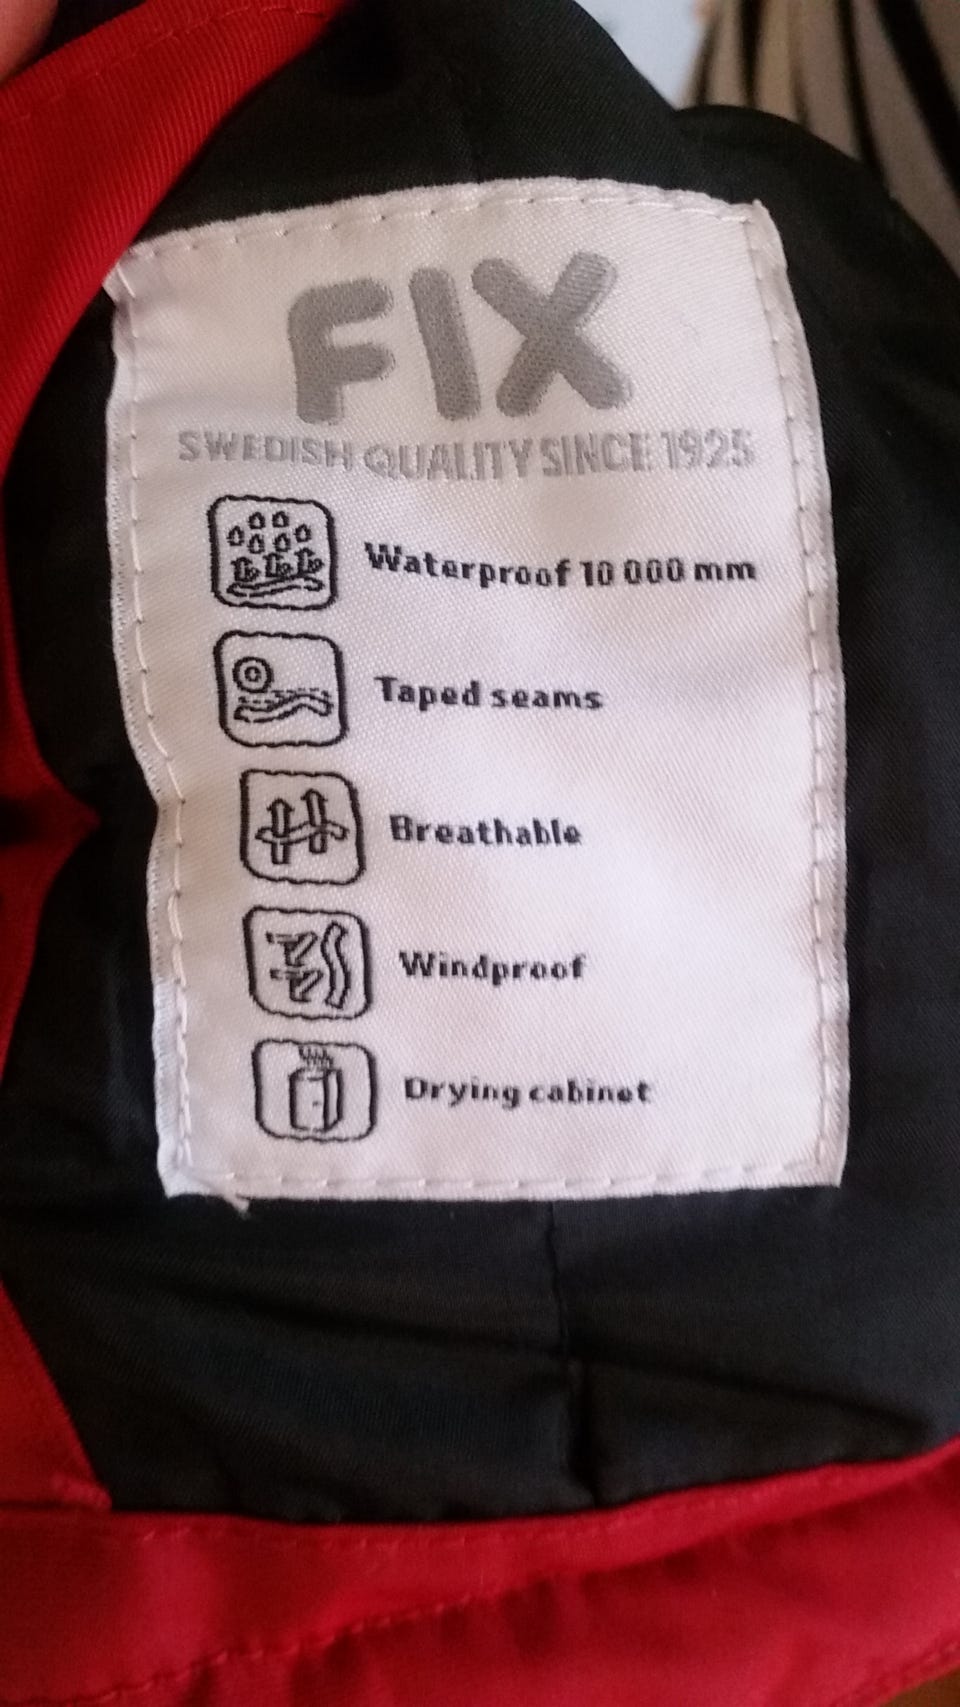 FIX
SWEDISH QUALITY SINCE 1925
Waterproof 10 000 mm
Taped seams
Breathable
Windproof
Drying cabinet